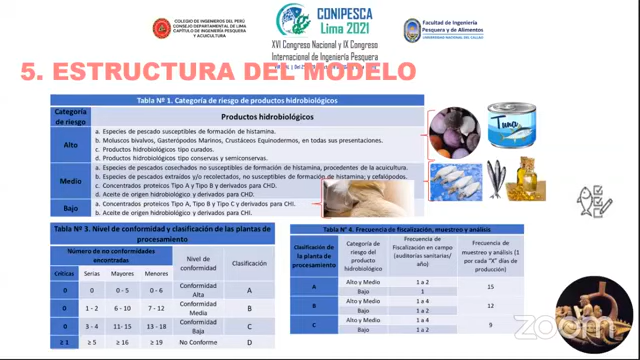 COLEGIO DE INGENIEROS DEL PERÚ
CONSEJO DEPARTAMENTAL DE LIMA
CAPÍTULO DE INGENIERÍA PESQUERA
Y ACUICULTURA
CONIPESCA
Lima 2021
XVI Congreso Nacional y IX Congreso
Internacional de Ingeniería Pesquera
Facultad de Ingeniería
Pesquera y de Alimentos
UNIVERSIDAD NACIONAL DEL CALLAO
5. ESTRUCTURA DEL MODELO
Tabla Nº 1. Categoría de riesgo de productos hidrobiológicos
Categoría de riesgo
Productos hidrobiológicos
Alto
a. Especies de pescado susceptibles de formación de histamina.
b. Moluscos bivalvos, Gasterópodos Marinos, Crustáceos Equinodermos, en todas sus presentaciones.
c. Productos hidrobiológicos tipo curados.
d. Productos hidrobiológicos tipo conservas y semiconservas.
Medio
a. Especies de pescados cosechados no susceptibles de formación de histamina, procedentes de la acuicultura.
b. Especies de pescados extraídos y/o recolectados, no susceptibles de formación de histamina; y cefalópodos.
c. Concentrados proteicos Tipo A y Tipo B y derivados para CHD
d. Aceite de origen hidrobiológico y derivados para CHD.
Bajo
a. Concentrados proteicos Tipo A, Tipo B y Tipo C y derivados para CHI.
b. Aceite de origen hidrobiológico y derivados para CHI.
Tuna
Tabla Nº 3. Nivel de conformidad y clasificación de las plantas de
procesamiento
Número de no conformidades
encontradas
Nivel de conformidad
Clasificación
Críticas Serias Mayores Menores
0 0 0 - 5 0 - 6 Conformidad Alta A
0 1 - 2 6 - 10 7 - 12 Conformidad Media B
0 3 - 4 11- 15 13 - 18 Conformidad Baja C
≥ 1 ≥ 5 ≥ 16 ≥ 19 No Conforme D
Tabla N° 4. Frecuencia de fiscalización, muestreo y análisis
Clasificación de la planta de procesamiento
Categoría de riesgo del producto hidrobiológico
Frecuencia de Fiscalización en campo (auditorías sanitarias/ año)
Frecuencia de muestreo y análisis (1 por cada "X" días de producción)
A Alto y Medio 1 a 2 15
Bajo 1
B Alto y Medio 1 a 4 12
Bajo 1 a 2
C Alto y Medio 1 a 4 9
Bajo 1 a 2
zoom